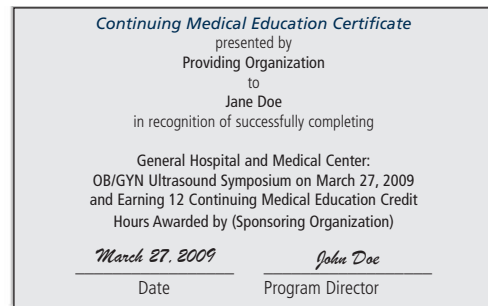 Continuing Medical Education Certificate
presented by
Providing Organization
to
Jane Doe
in recognition of successfully completing
General Hospital and Medical Center:
OB/GYN Ultrasound Symposium on March 27, 2009
and Earning 12 Continuing Medical Education Credit
Hours Awarded by (Sponsoring Organization)
March 27, 2009 John Doe
Date Program Director